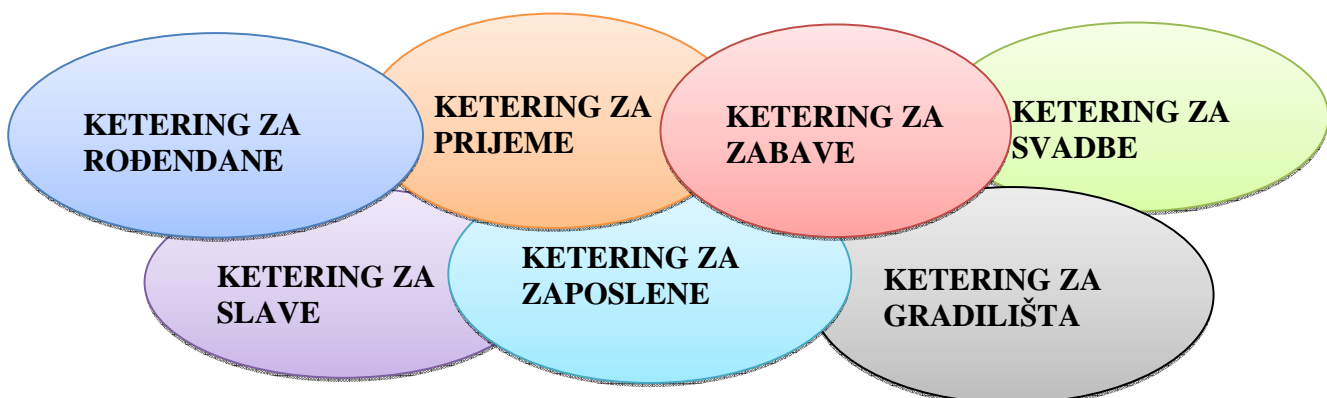 KETERING ZA
ROĐENDANE
KETERING ZA
PRIJEME
KETERING ZA
ZABAVE
KETERING ZA
SVADBE
KETERING ZA
SLAVE
KETERING ZA
ZAPOSLENE
KETERING ZA
GRADILIŠTA